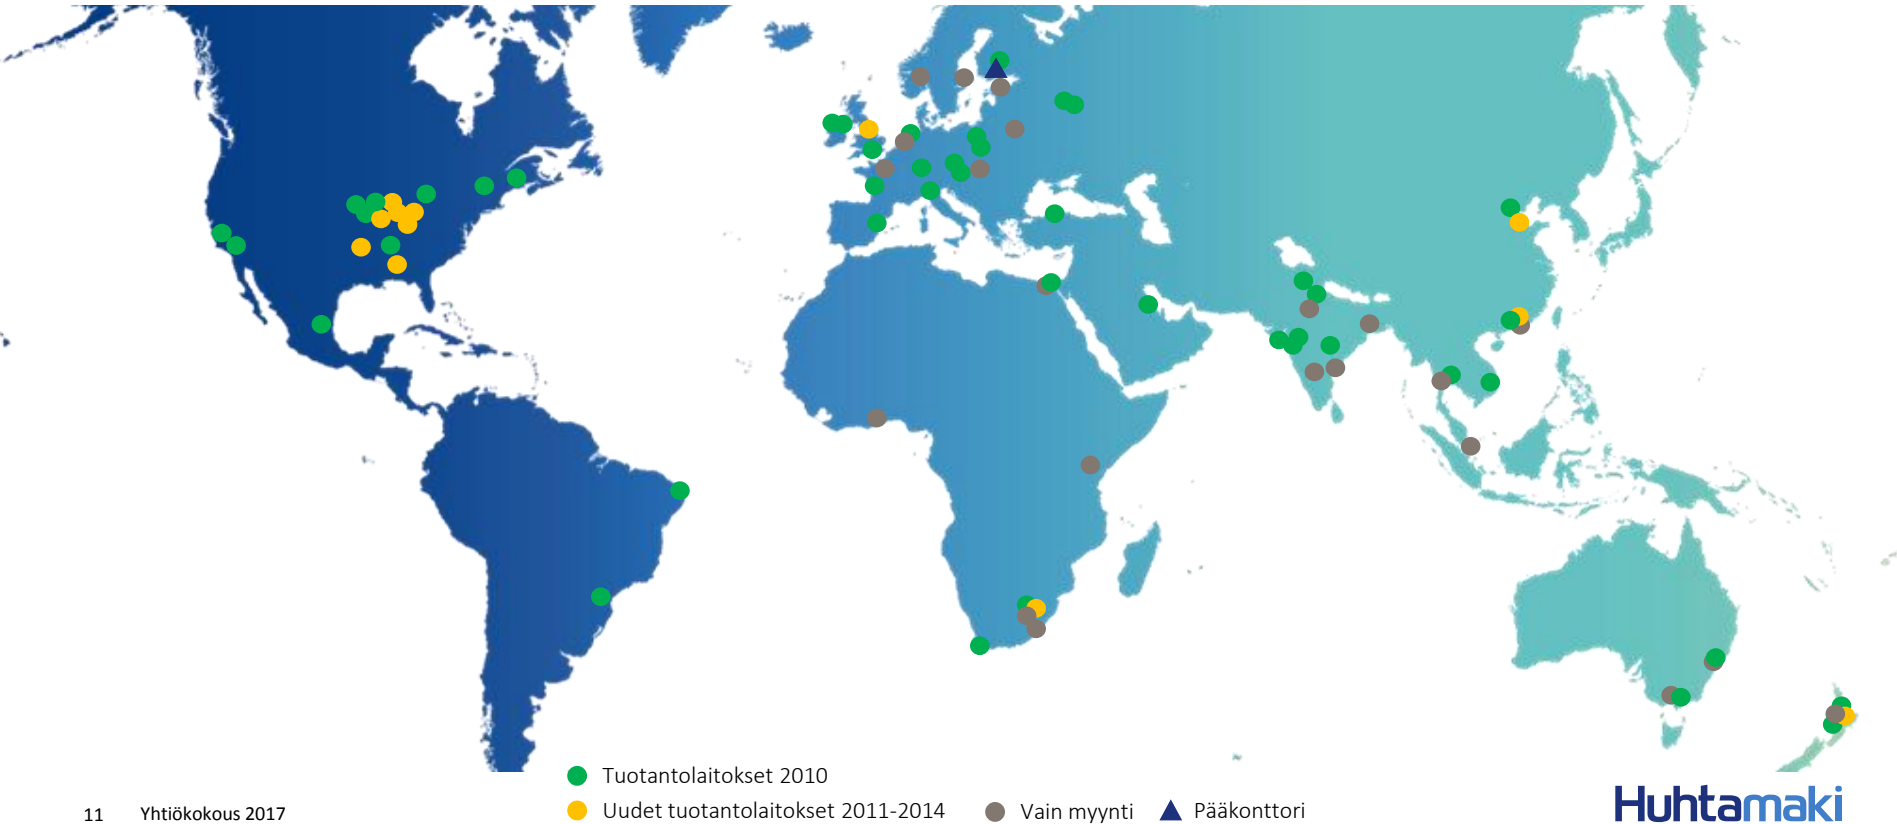 Tuotantolaitokset 2010
Uudet tuotantolaitokset 2011-2014
Vain myynti
Pääkonttori
11 Yhtiökokous 2017
Huhtamaki